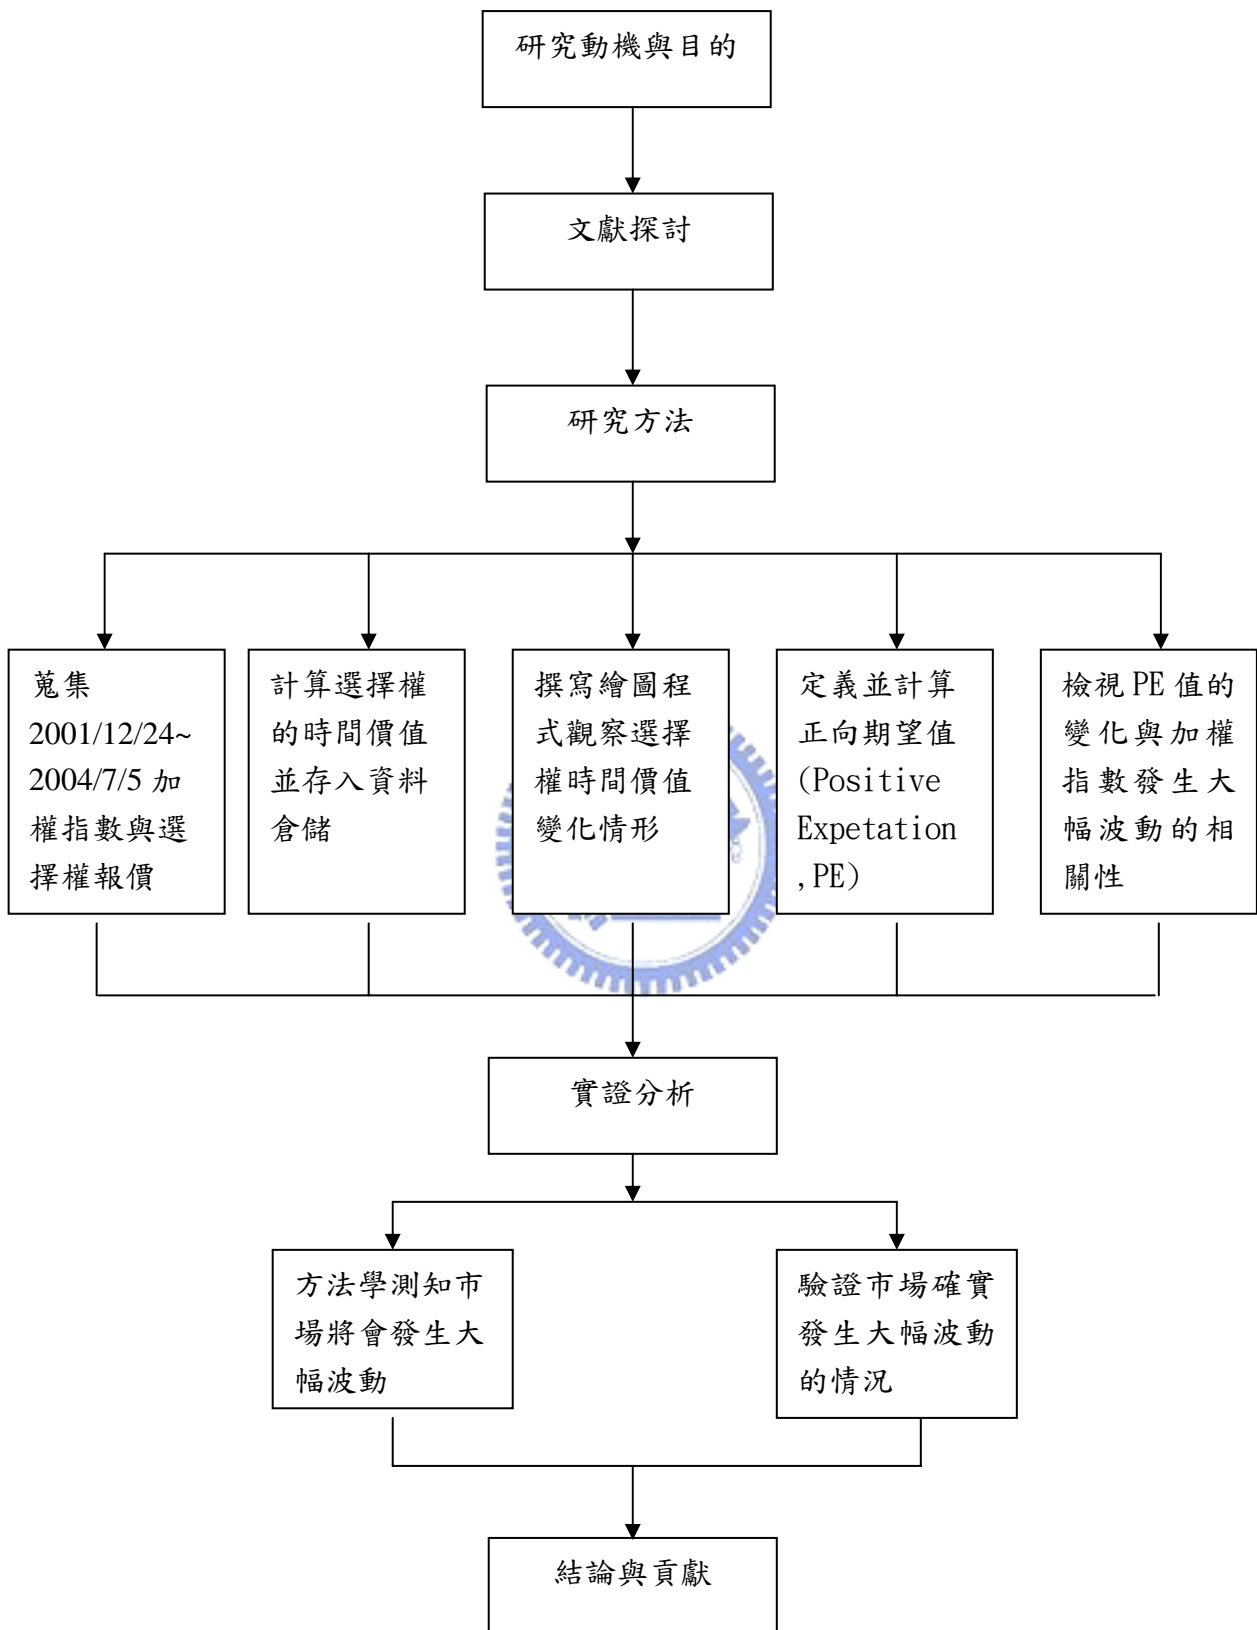 研究動機與目的
文獻探討
研究方法
蒐集
2001/12/24~
2004/7/5 加
權指數與選
擇權報價
計算選擇權
的時間價值
並存入資料
倉儲
撰寫繪圖程
式觀察選擇
權時間價值
變化情形
定義並計算
正向期望值
(Positive
Expetation
,PE)
檢視 PE 值的
變化與加權
指數發生大
幅波動的相
關性
實證分析
方法學測知市
場將會發生大
幅波動
驗證市場確實
發生大幅波動
的情況
結論與貢獻